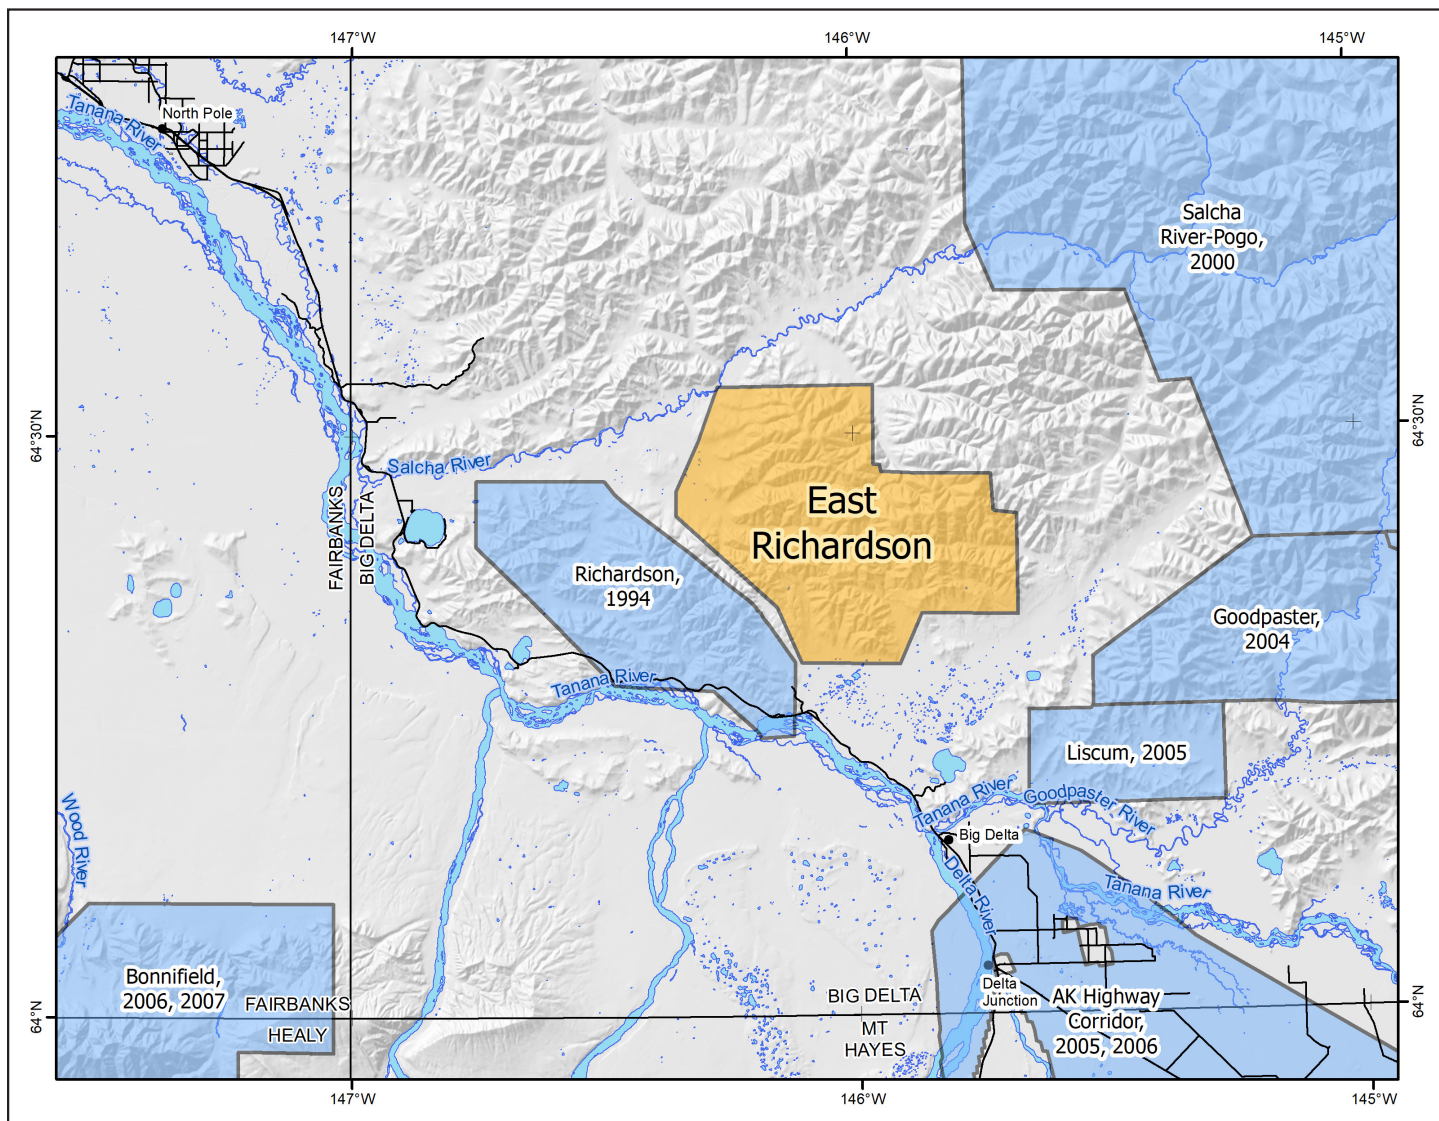 147°W
146°W
145°W
North Pole
Tanana River
Salcha
River-Pogo,
2000
64°30'N
64°30'N
Salcha River
FAIRBANKS
BIG DELTA
East
Richardson
Richardson,
1994
Goodpaster,
2004
Tanana River
Liscum, 2005
Wood River
Tanana River
Goodpaster River
Big Delta
Delta River
Tanana River
Bonnifield,
2006, 2007
FAIRBANKS
HEALY
BIG DELTA
MT
HAYES
Delta
Junction
AK Highway
Corridor,
2005, 2006
64°N
64°N
147°W
146°W
145°W